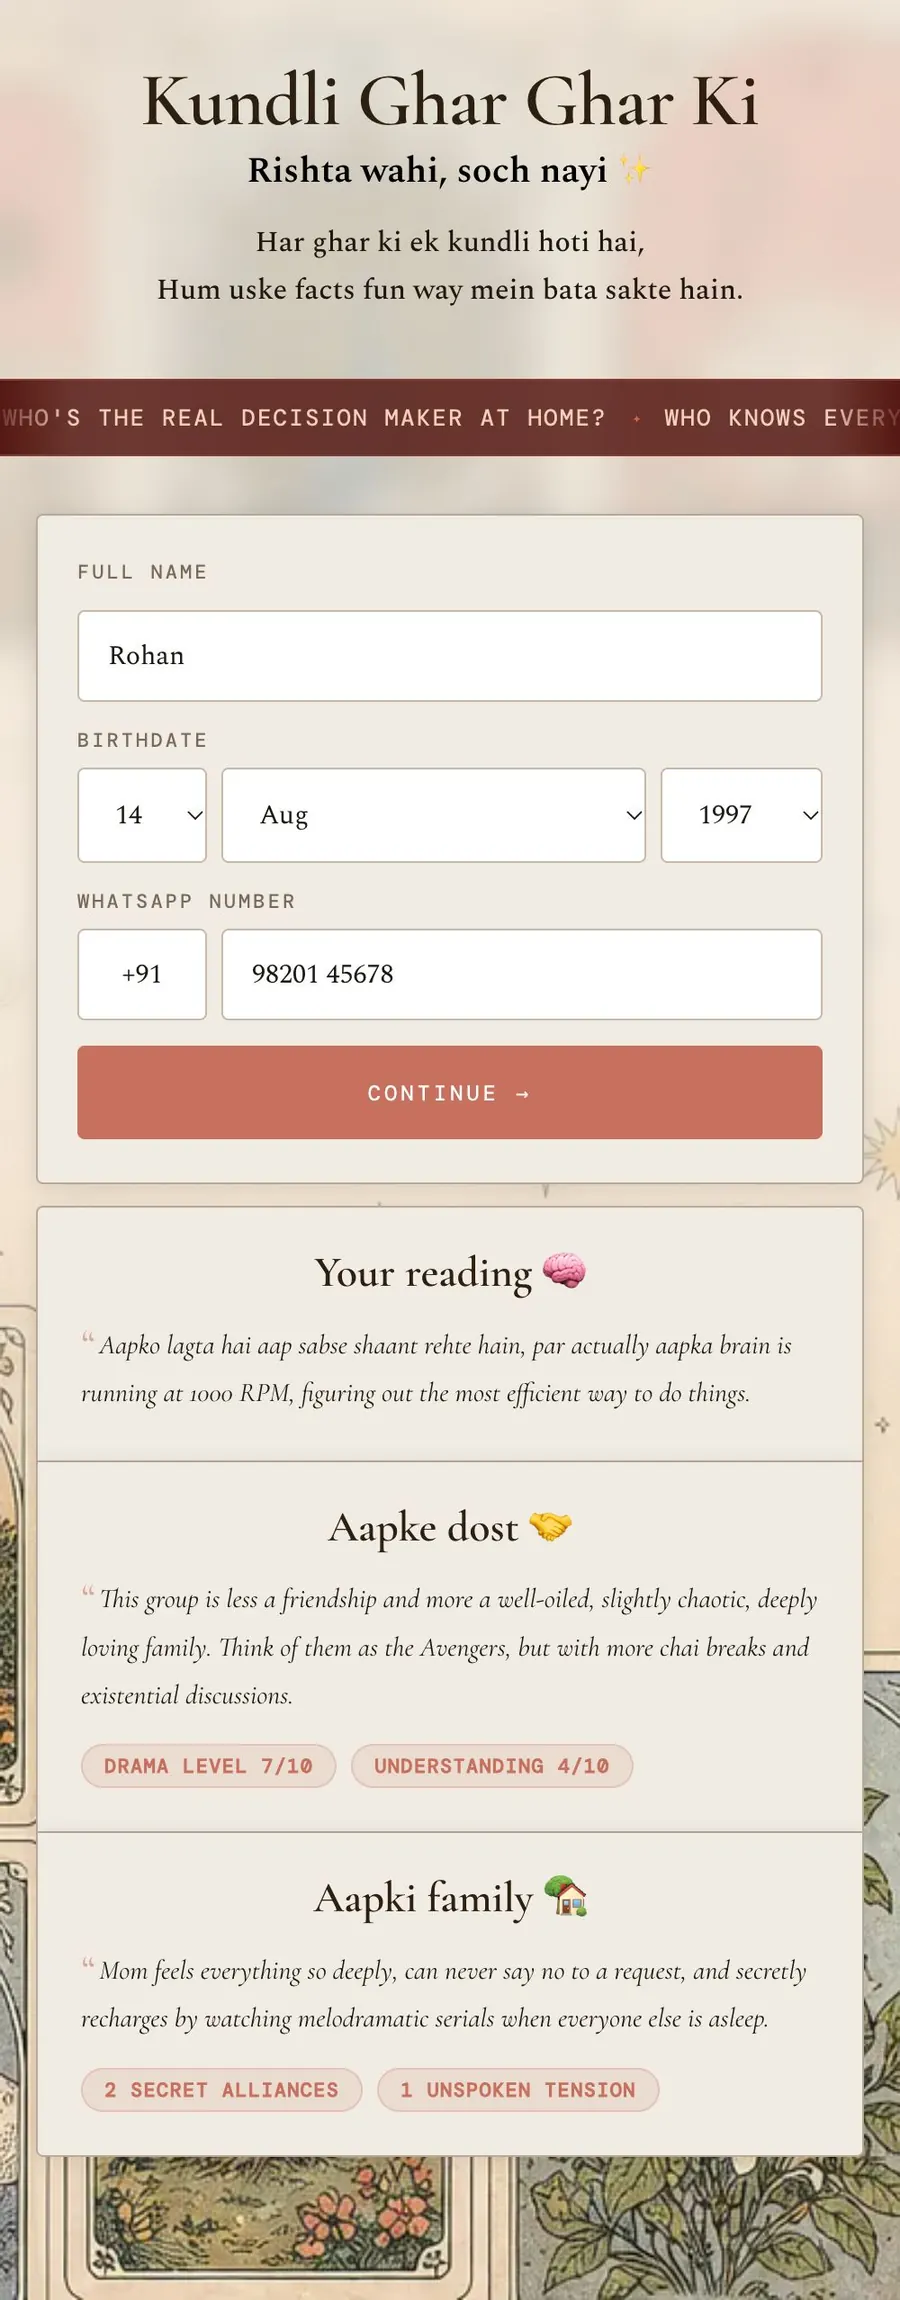 Kundli Ghar Ghar Ki
Rishta wahi, soch nayi ✨
Har ghar ki ek kundli hoti hai,
Hum uske facts fun way mein bata sakte hain.
WHO'S THE REAL DECISION MAKER AT HOME? ✦ WHO KNOWS EVERY
FULL NAME
Rohan
BIRTHDATE
14 Aug 1997
WHATSAPP NUMBER
+91 98201 45678
CONTINUE →
Your reading 🧠
“Aapko lagta hai aap sabse shaant rehte hain, par actually aapka brain is
running at 1000 RPM, figuring out the most efficient way to do things.
Aapke dost 🤝
“This group is less a friendship and more a well-oiled, slightly chaotic, deeply
loving family. Think of them as the Avengers, but with more chai breaks and
existential discussions.
DRAMA LEVEL 7/10 UNDERSTANDING 4/10
Aapki family 🏡
“Mom feels everything so deeply, can never say no to a request, and secretly
recharges by watching melodramatic serials when everyone else is asleep.
2 SECRET ALLIANCES 1 UNSPOKEN TENSION